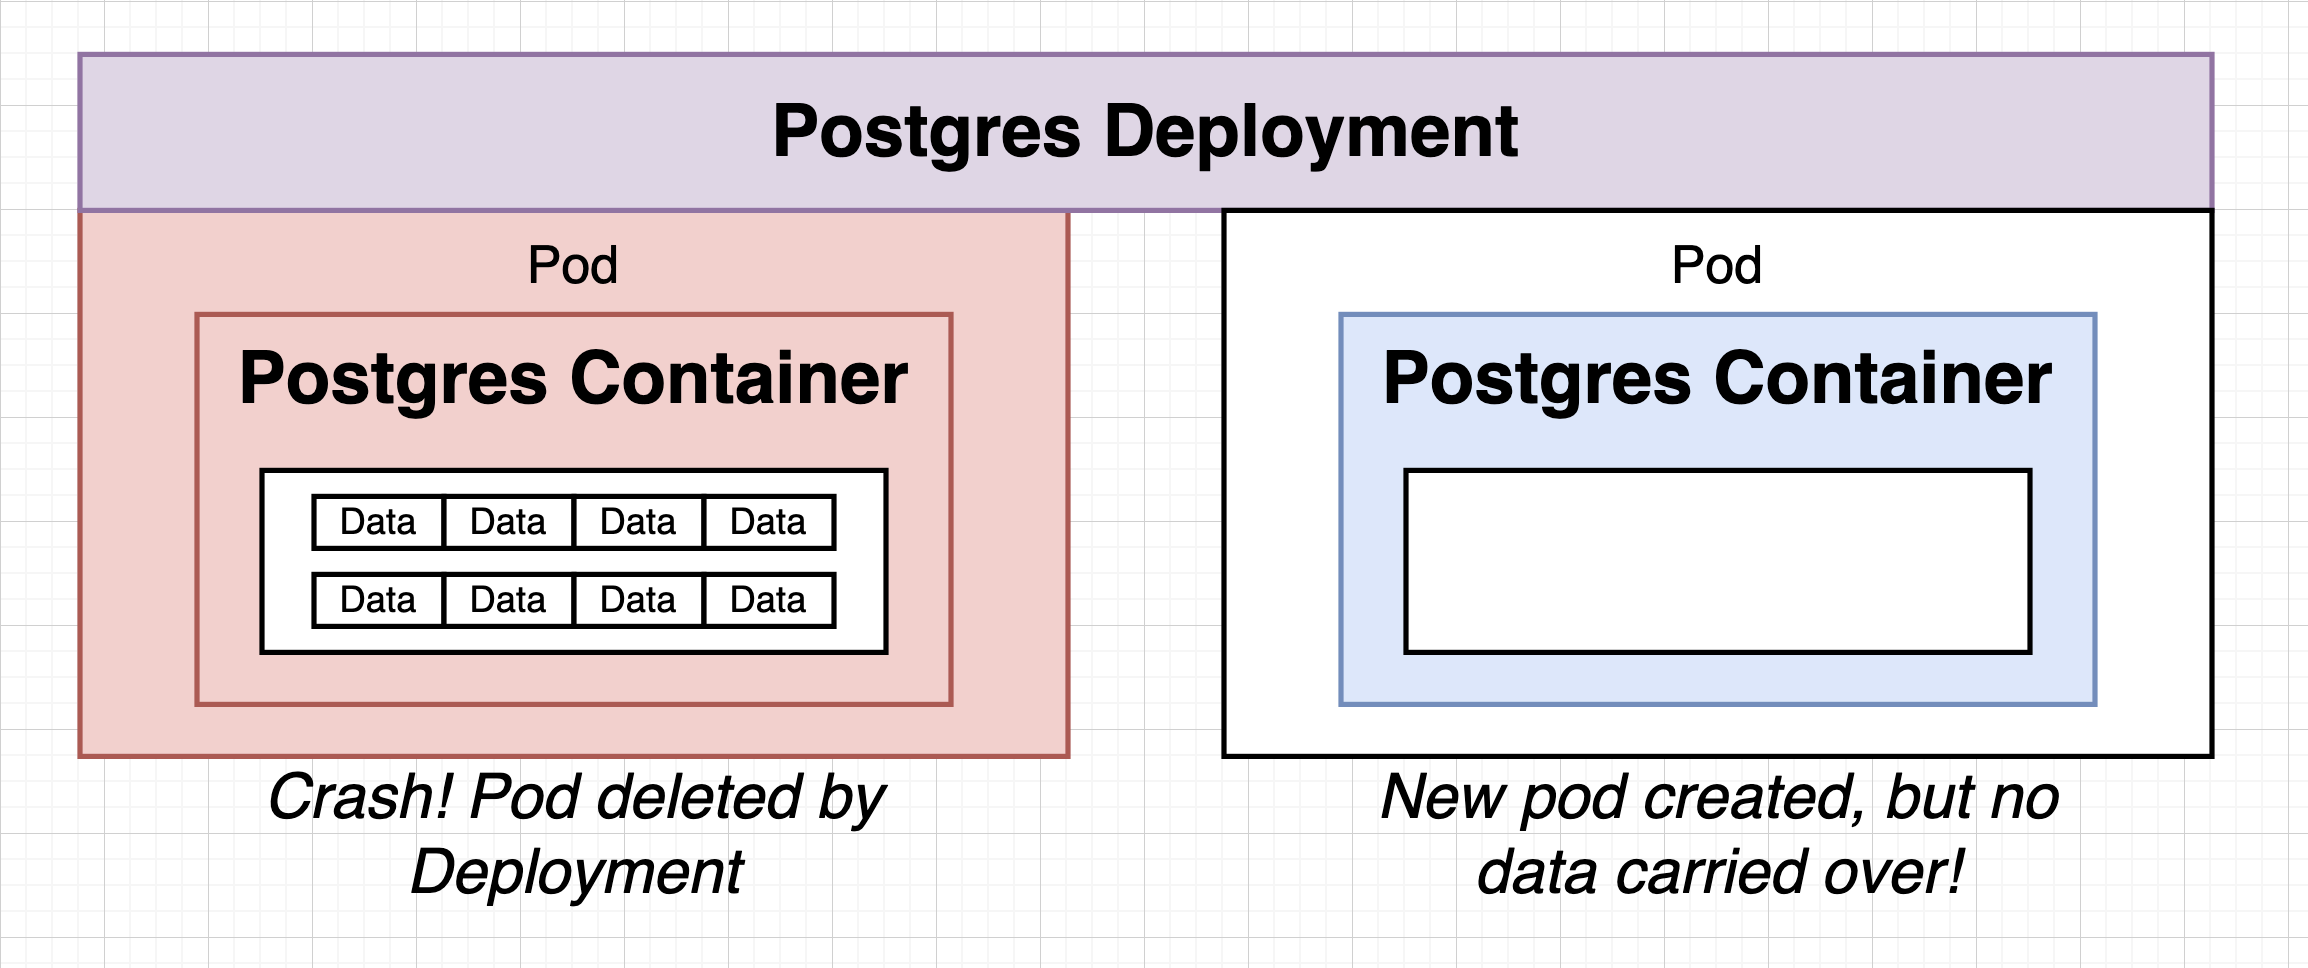 Postgres Deployment
Pod
Postgres Container
Data Data Data Data
Data Data Data Data
Crash! Pod deleted by
Deployment
Pod
Postgres Container
New pod created, but no
data carried over!